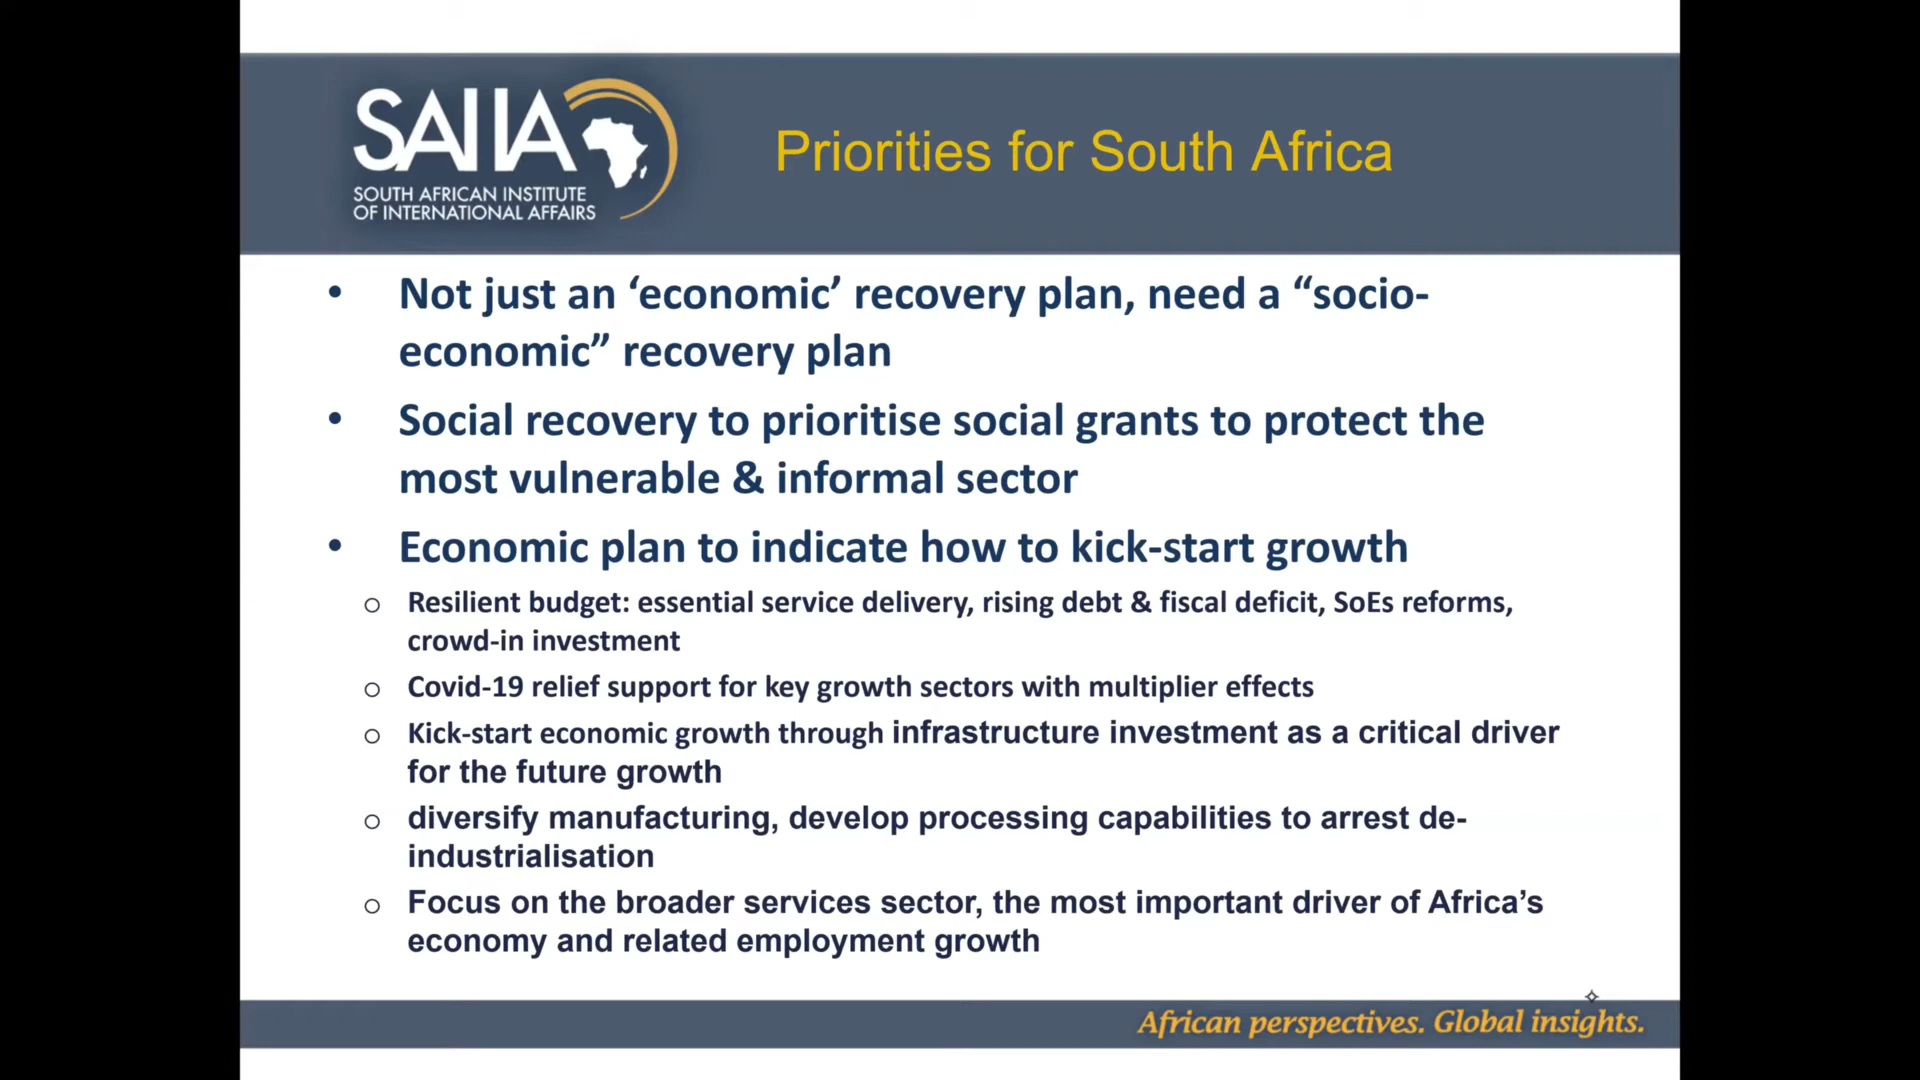 SAIIA
SOUTH AFRICAN INSTITUTE
OF INTERNATIONAL AFFAIRS
Priorities for South Africa
• Not just an ‘economic’ recovery plan, need a “socio-
economic” recovery plan
• Social recovery to prioritise social grants to protect the
most vulnerable & informal sector
• Economic plan to indicate how to kick-start growth
o Resilient budget: essential service delivery, rising debt & fiscal deficit, SoEs reforms,
crowd-in investment
o Covid-19 relief support for key growth sectors with multiplier effects
o Kick-start economic growth through infrastructure investment as a critical driver
for the future growth
o diversify manufacturing, develop processing capabilities to arrest de-
industrialisation
o Focus on the broader services sector, the most important driver of Africa’s
economy and related employment growth
African perspectives. Global insights.